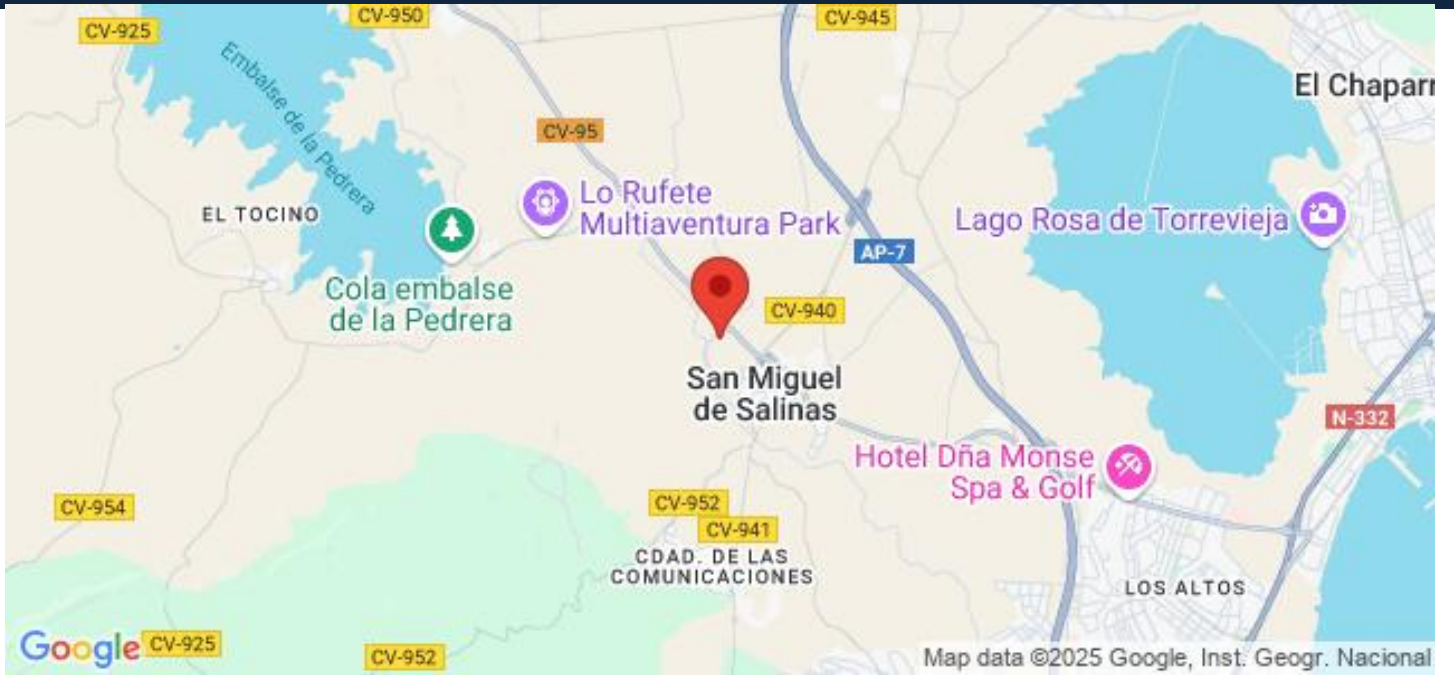 CV-950
CV-945
CV-925
El Chaparr
Embalse de la Pedrera
CV-95
Lo Rufete
Multiaventura Park
EL TOCINO
Lago Rosa de Torrevieja
AP-7
Cola embalse
de la Pedrera
CV-940
San Miguel
de Salinas
N-332
Hotel Dña Monse
Spa & Golf
CV-954
CV-952
CV-941
CDAD. DE LAS
COMUNICACIONES
LOS ALTOS
Google
CV-925
CV-952
Map data ©2025 Google, Inst. Geogr. Nacional